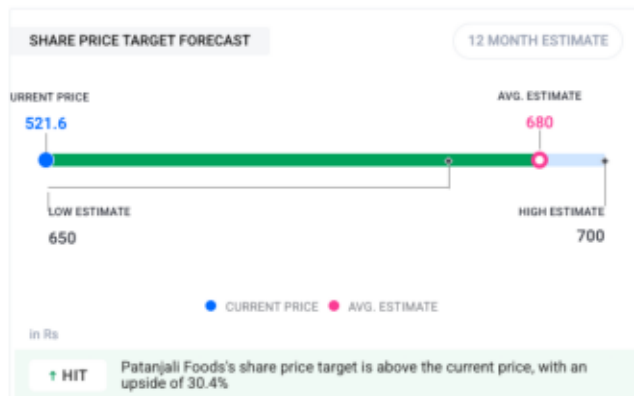 SHARE PRICE TARGET FORECAST
12 MONTH ESTIMATE
URRENT PRICE
AVG. ESTIMATE
521.6
680
LOW ESTIMATE
HIGH ESTIMATE
650
700
CURRENT PRICE
AVG. ESTIMATE
in Rs
↑ HIT
Patanjali Foods's share price target is above the current price, with an
upside of 30.4%